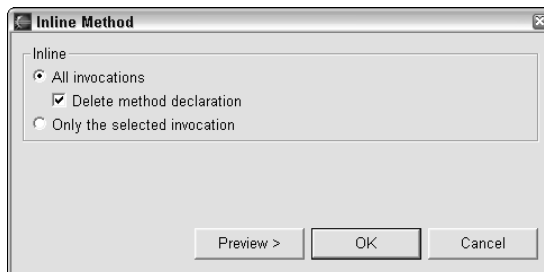 Inline Method
Inline
All invocations
Delete method declaration
Only the selected invocation
Preview >
OK
Cancel